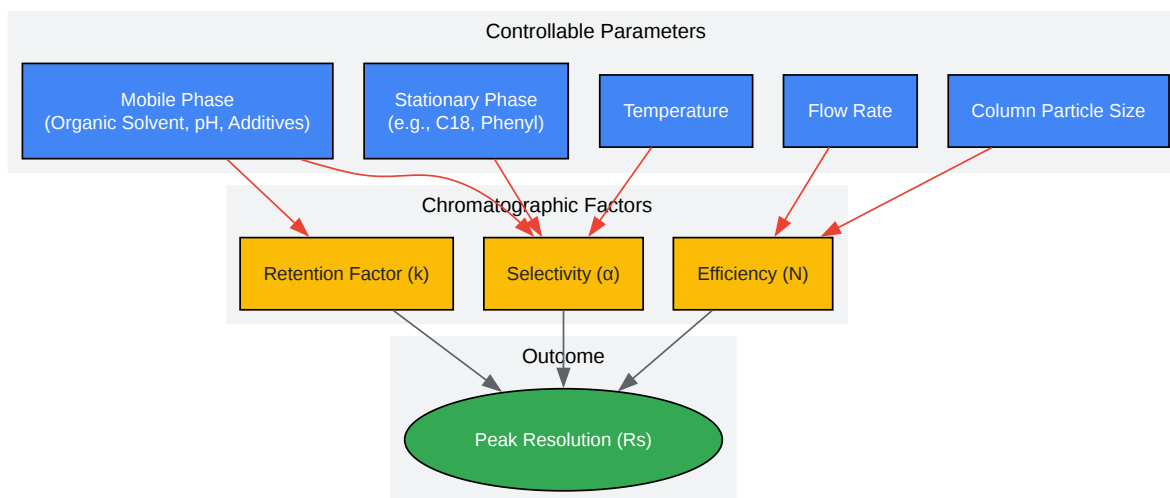 Controllable Parameters
Mobile Phase
(Organic Solvent, pH, Additives)
Stationary Phase
(e.g., C18, Phenyl)
Temperature
Flow Rate
Column Particle Size
Chromatographic Factors
Retention Factor (k)
Selectivity (α)
Efficiency (N)
Outcome
Peak Resolution (Rs)